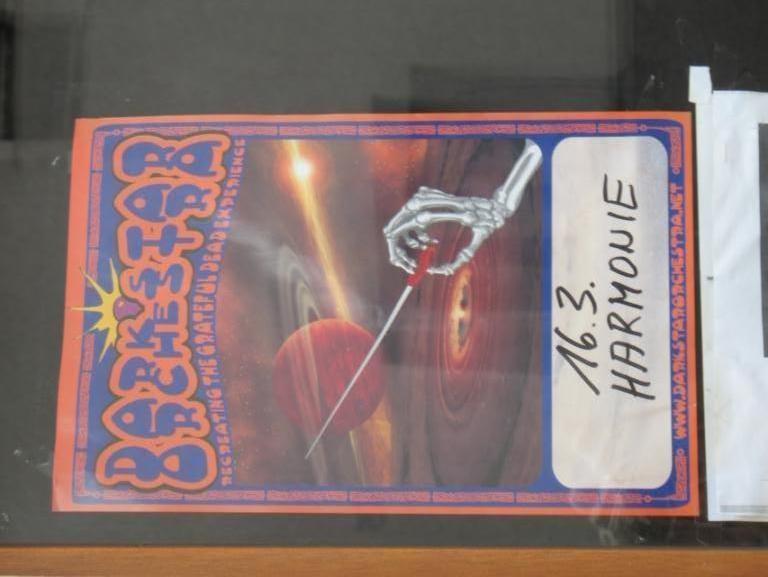 DARK STAR
ORCHESTRA
RECREATING THE GRATEFUL DEAD EXPERIENCE
16.3.
HARMONIE
WWW.DARKSTARORCHESTRA.NET